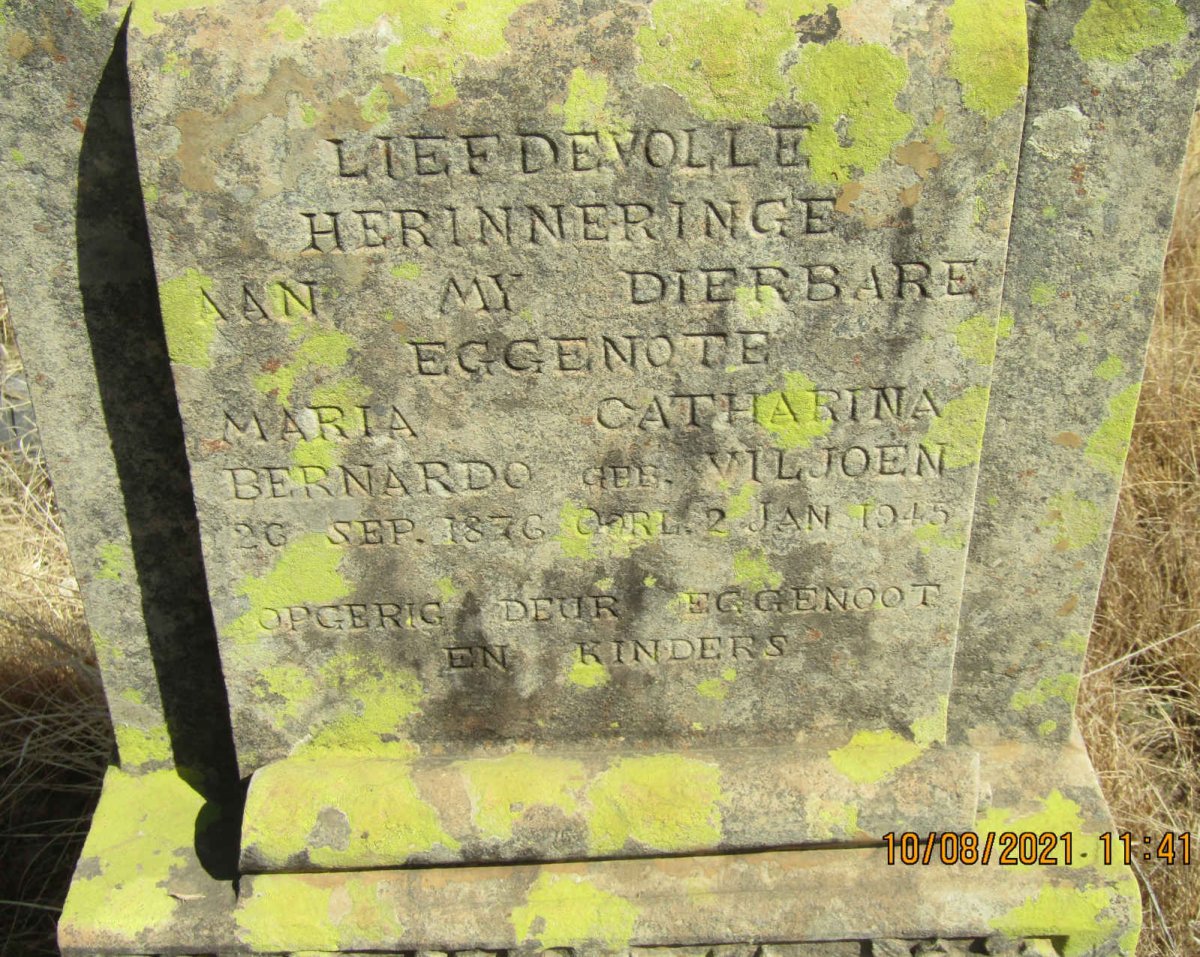 LIEFDEVOLLE
HERINNERINGE
AAN MY DIERBARE
EGGENOTE
MARIA CATHARINA
BERNARDO GEB. VILJOEN
26 SEP. 1876 OORL. 2 JAN. 1945
OPGERIG DEUR EGGENOOT
EN KINDERS
10/08/2021 11:41